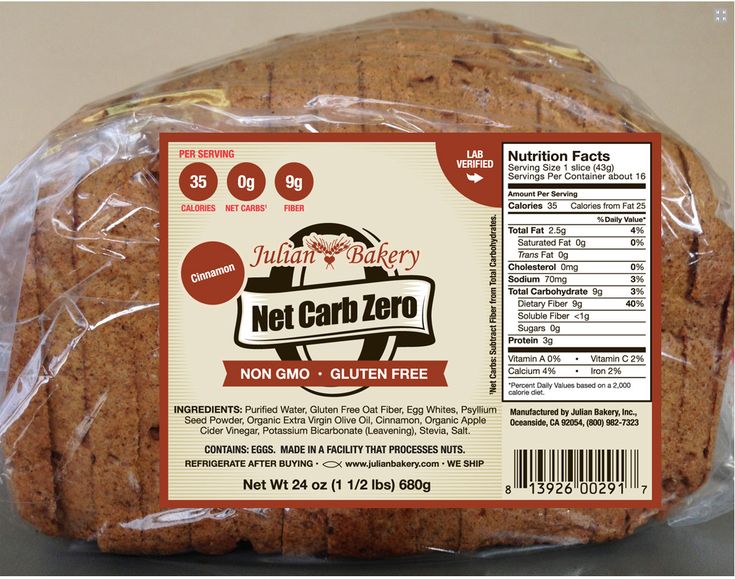 PER SERVING
35 0g 9g
CALORIES NET CARBS¹ FIBER
LAB
VERIFIED
Cinnamon
Julian Bakery
Net Carb Zero
NON GMO • GLUTEN FREE
INGREDIENTS: Purified Water, Gluten Free Oat Fiber, Egg Whites, Psyllium
Seed Powder, Organic Extra Virgin Olive Oil, Cinnamon, Organic Apple
Cider Vinegar, Potassium Bicarbonate (Leavening), Stevia, Salt.
CONTAINS: EGGS. MADE IN A FACILITY THAT PROCESSES NUTS.
REFRIGERATE AFTER BUYING • www.julianbakery.com • WE SHIP
Net Wt 24 oz (1 1/2 lbs) 680g
¹Net Carbs: Subtract Fiber from Total Carbohydrates.
Nutrition Facts
Serving Size 1 slice (43g)
Servings Per Container about 16
Amount Per Serving
Calories 35 Calories from Fat 25
% Daily Value*
Total Fat 2.5g 4%
Saturated Fat 0g 0%
Trans Fat 0g
Cholesterol 0mg 0%
Sodium 70mg 3%
Total Carbohydrate 9g 3%
Dietary Fiber 9g 40%
Soluble Fiber <1g
Sugars 0g
Protein 3g
Vitamin A 0% • Vitamin C 2%
Calcium 4% • Iron 2%
*Percent Daily Values based on a 2,000
calorie diet.
Manufactured by Julian Bakery, Inc.,
Oceanside, CA 92054, (800) 982-7323
8 13926 00291 7